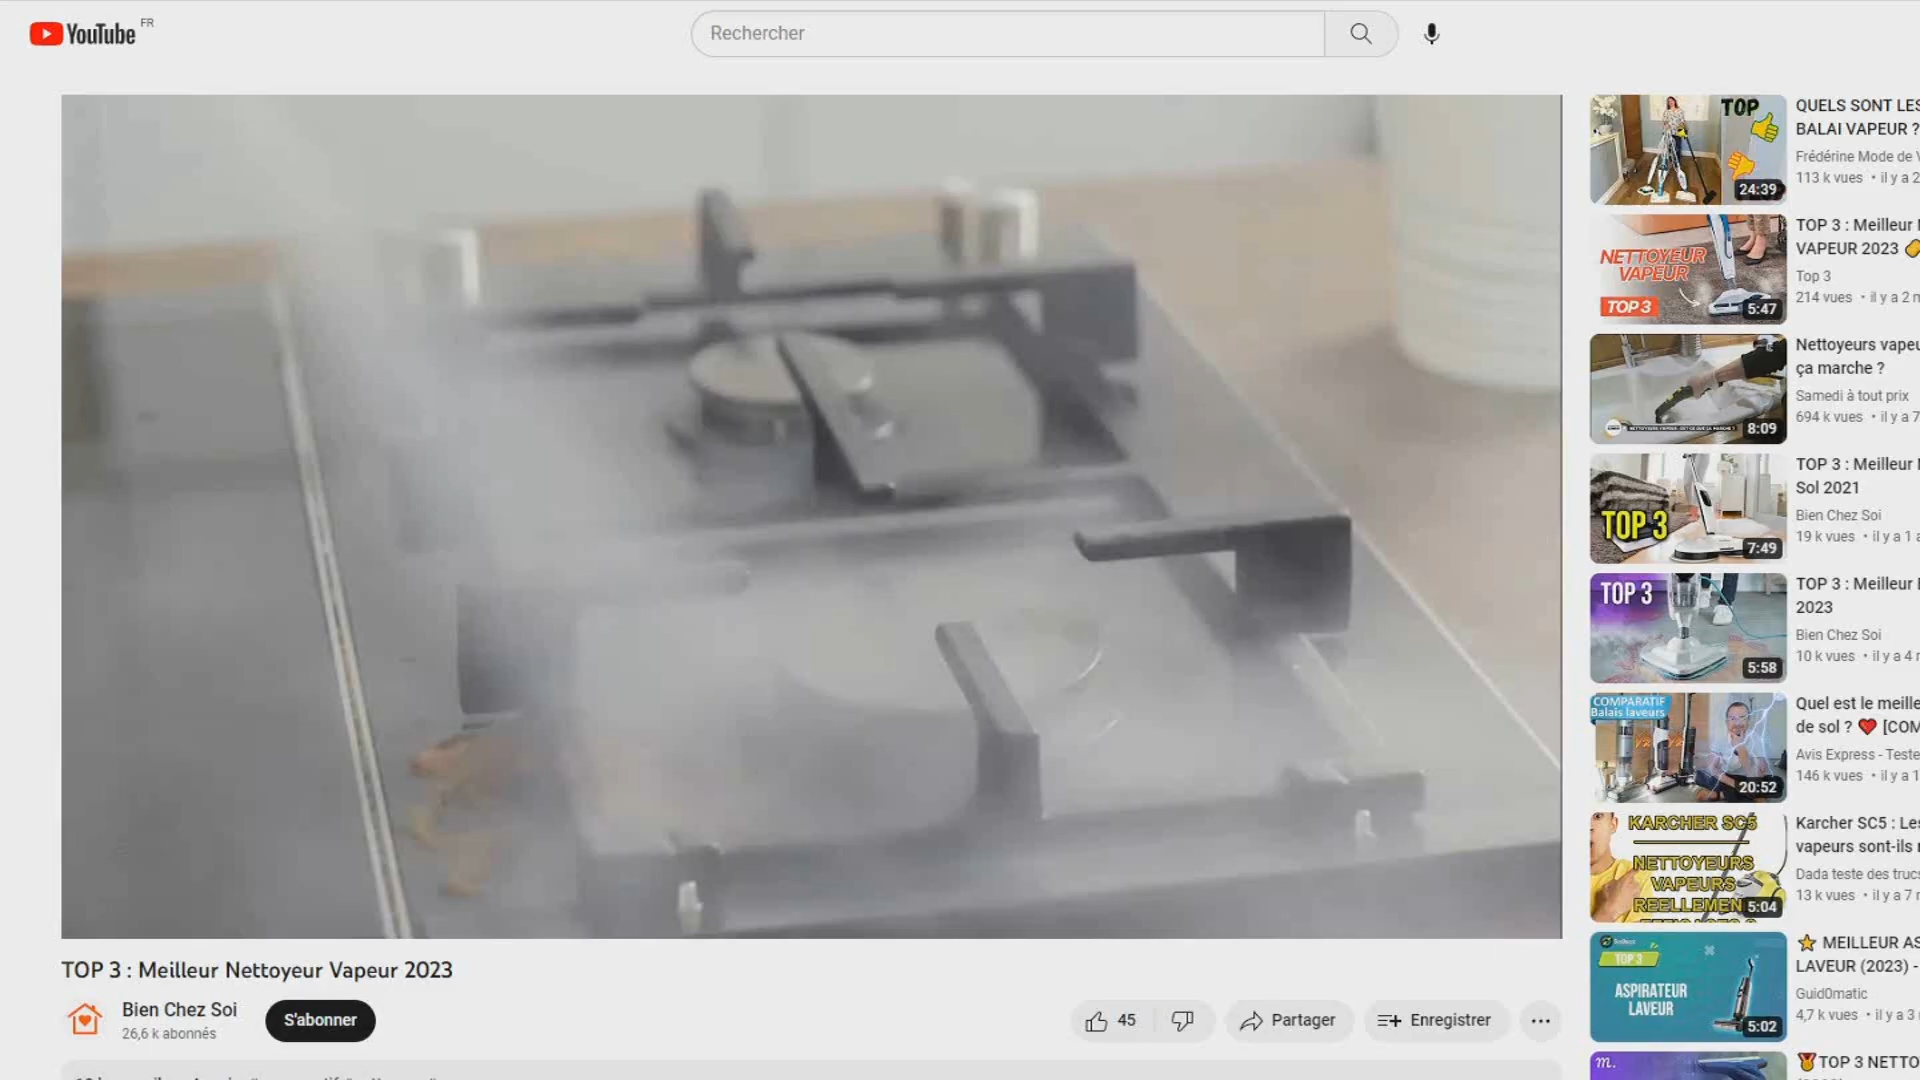 YouTube FR
Rechercher
TOP 3 : Meilleur Nettoyeur Vapeur 2023
Bien Chez Soi
26,6 k abonnés
S'abonner
45
Partager
Enregistrer
TOP
24:39
QUELS SONT LES
BALAI VAPEUR ?
Frédérine Mode de V
113 k vues • il y a 2
NETTOYEUR
VAPEUR
TOP 3
5:47
TOP 3 : Meilleur
VAPEUR 2023
Top 3
214 vues • il y a 2 m
8:09
Nettoyeurs vapeu
ça marche ?
Samedi à tout prix
694 k vues • il y a 7
TOP 3
7:49
TOP 3 : Meilleur
Sol 2021
Bien Chez Soi
19 k vues • il y a 1 a
TOP 3
5:58
TOP 3 : Meilleur
2023
Bien Chez Soi
10 k vues • il y a 4
COMPARATIF
Balais laveurs
20:52
Quel est le meille
de sol ? ❤️ [COM
Avis Express - Teste
146 k vues • il y a 1
KARCHER SC5
NETTOYEURS
VAPEURS
REELLEMEN
5:04
Karcher SC5 : Les
vapeurs sont-ils
Dada teste des trucs
13 k vues • il y a 7
TOP 3
ASPIRATEUR
LAVEUR
5:02
⭐ MEILLEUR AS
LAVEUR (2023) -
Guid0matic
4,7 k vues • il y a 3
m.
🏅TOP 3 NETTO